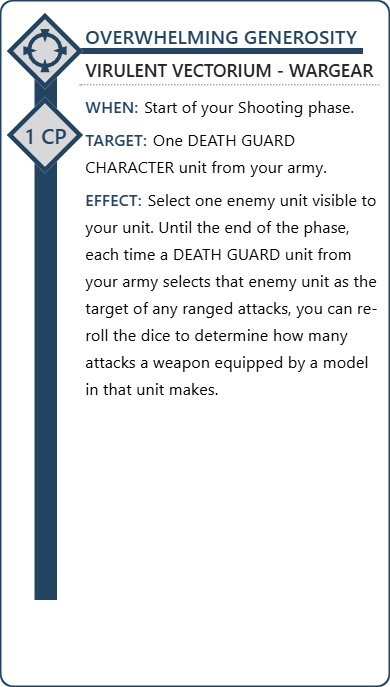 OVERWHELMING GENEROSITY
VIRULENT VECTORIUM - WARGEAR
WHEN: Start of your Shooting phase.
1 CP
TARGET: One DEATH GUARD
CHARACTER unit from your army.
EFFECT: Select one enemy unit visible to
your unit. Until the end of the phase,
each time a DEATH GUARD unit from
your army selects that enemy unit as the
target of any ranged attacks, you can re-
roll the dice to determine how many
attacks a weapon equipped by a model
in that unit makes.